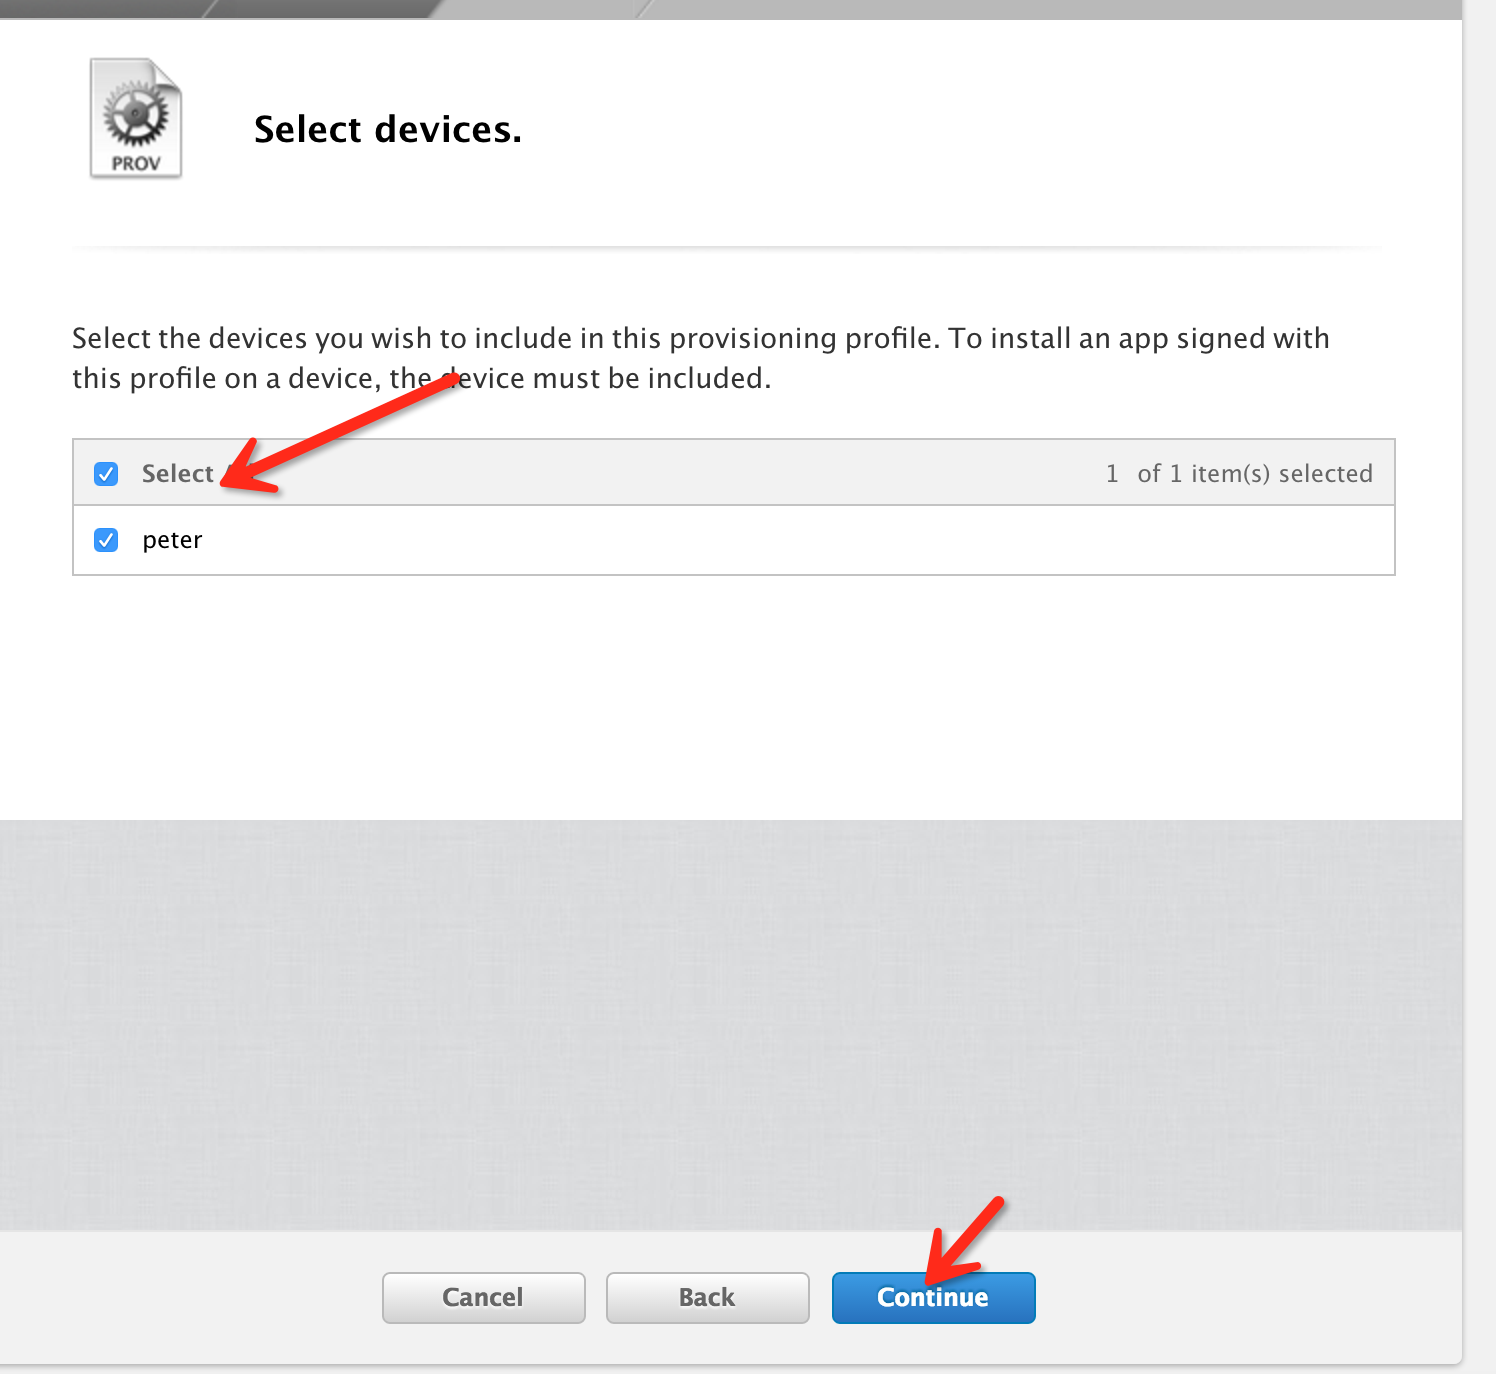 PROV
Select devices.
Select the devices you wish to include in this provisioning profile. To install an app signed with
this profile on a device, the device must be included.
Select
1 of 1 item(s) selected
peter
Cancel
Back
Continue